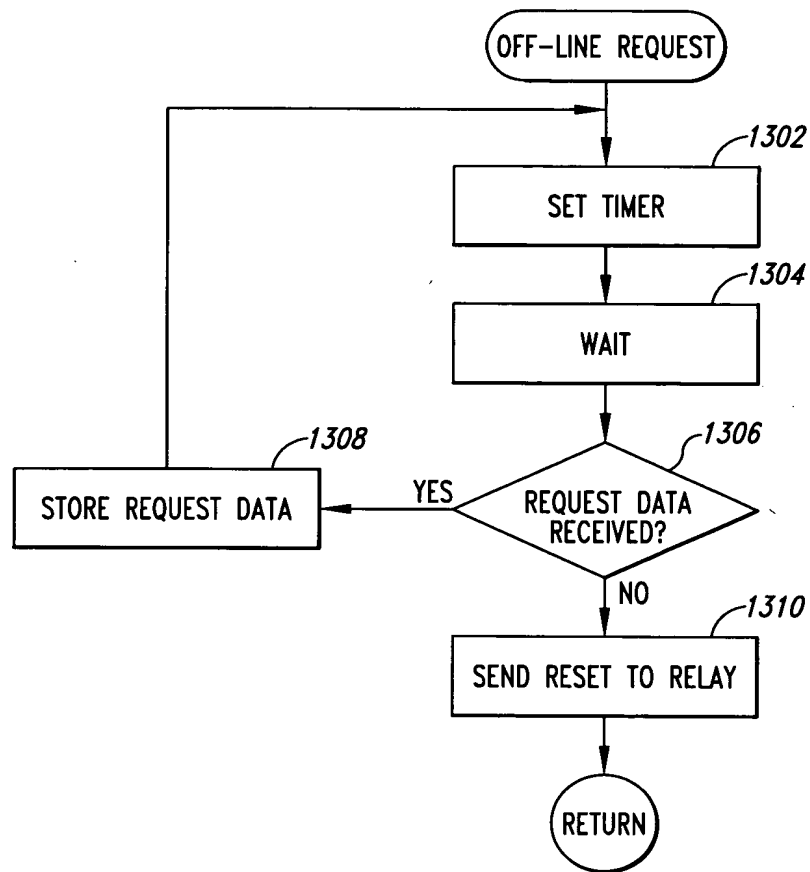 OFF-LINE REQUEST
1302
SET TIMER
1304
WAIT
1306
1308
YES
STORE REQUEST DATA
REQUEST DATA
RECEIVED?
NO
1310
SEND RESET TO RELAY
RETURN